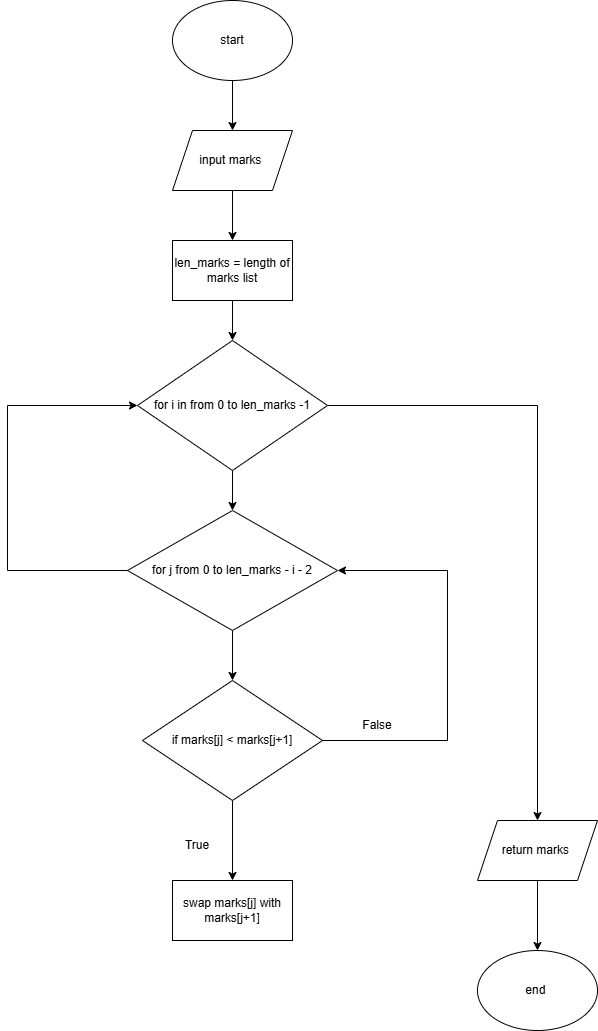 start
input marks
len_marks = length of
marks list
for i in from 0 to len_marks -1
for j from 0 to len_marks - i - 2
if marks[j] < marks[j+1]
False
True
swap marks[j] with
marks[j+1]
return marks
end